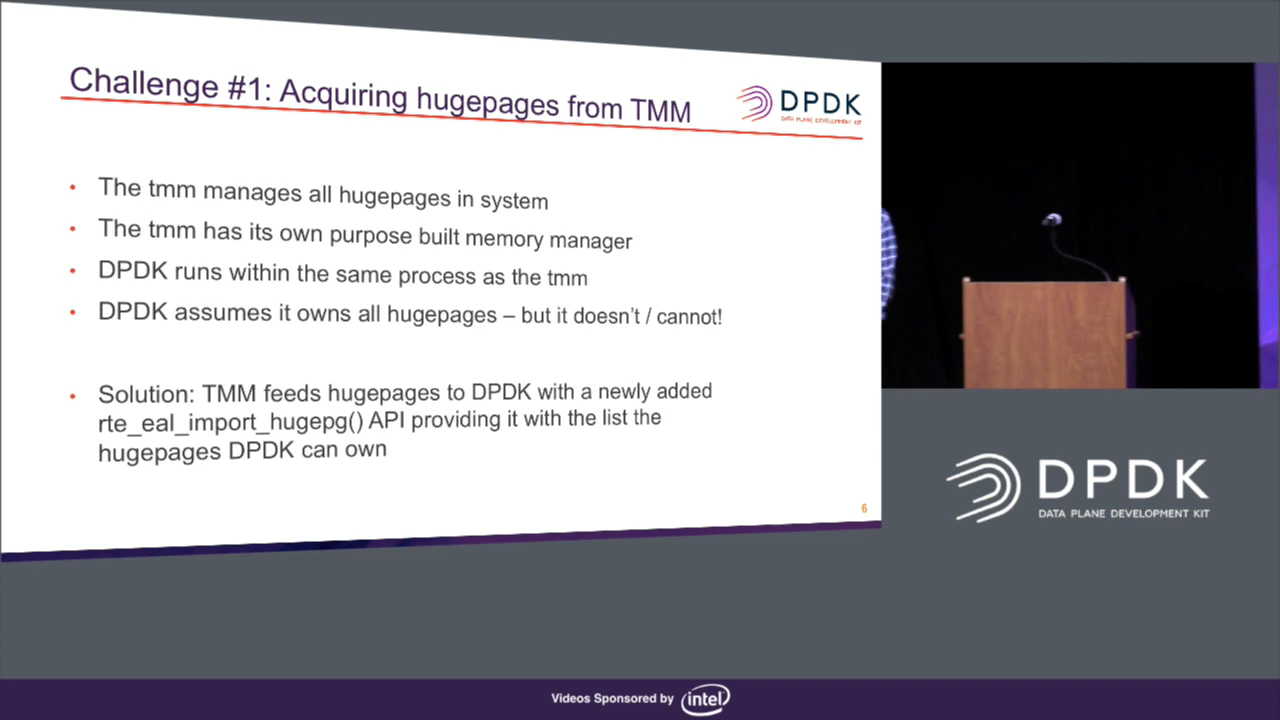 Challenge #1: Acquiring hugepages from TMM
DPDK
DATA PLANE DEVELOPMENT KIT
• The tmm manages all hugepages in system
• The tmm has its own purpose built memory manager
• DPDK runs within the same process as the tmm
• DPDK assumes it owns all hugepages – but it doesn't / cannot!
• Solution: TMM feeds hugepages to DPDK with a newly added
rte_eal_import_hugepg() API providing it with the list the
hugepages DPDK can own
6
DPDK
DATA PLANE DEVELOPMENT KIT
Videos Sponsored by intel